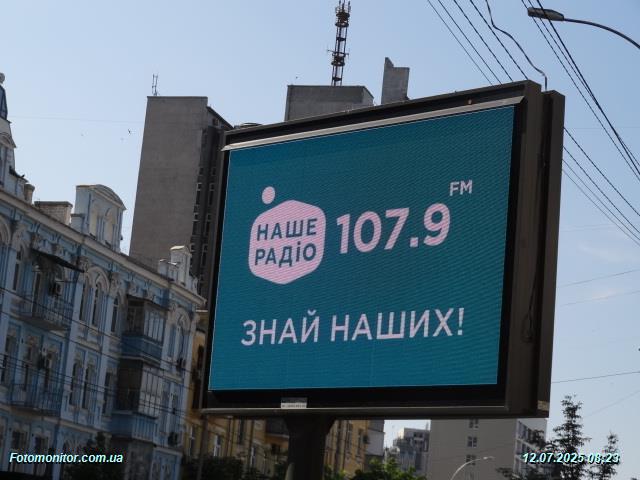 НАШЕ
РАДІО
107.9 FM
ЗНАЙ НАШИХ!
Fotomonitor.com.ua
12.07.2025 08:23